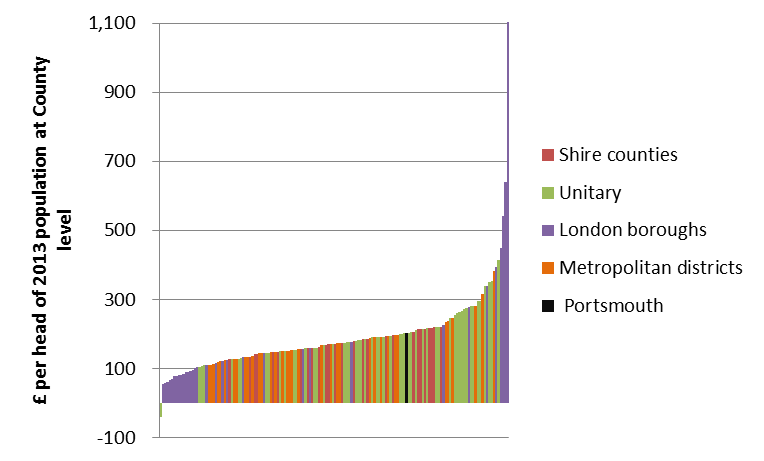 £ per head of 2013 population at County
level
1,100
900
700
500
300
100
-100
Shire counties
Unitary
London boroughs
Metropolitan districts
Portsmouth